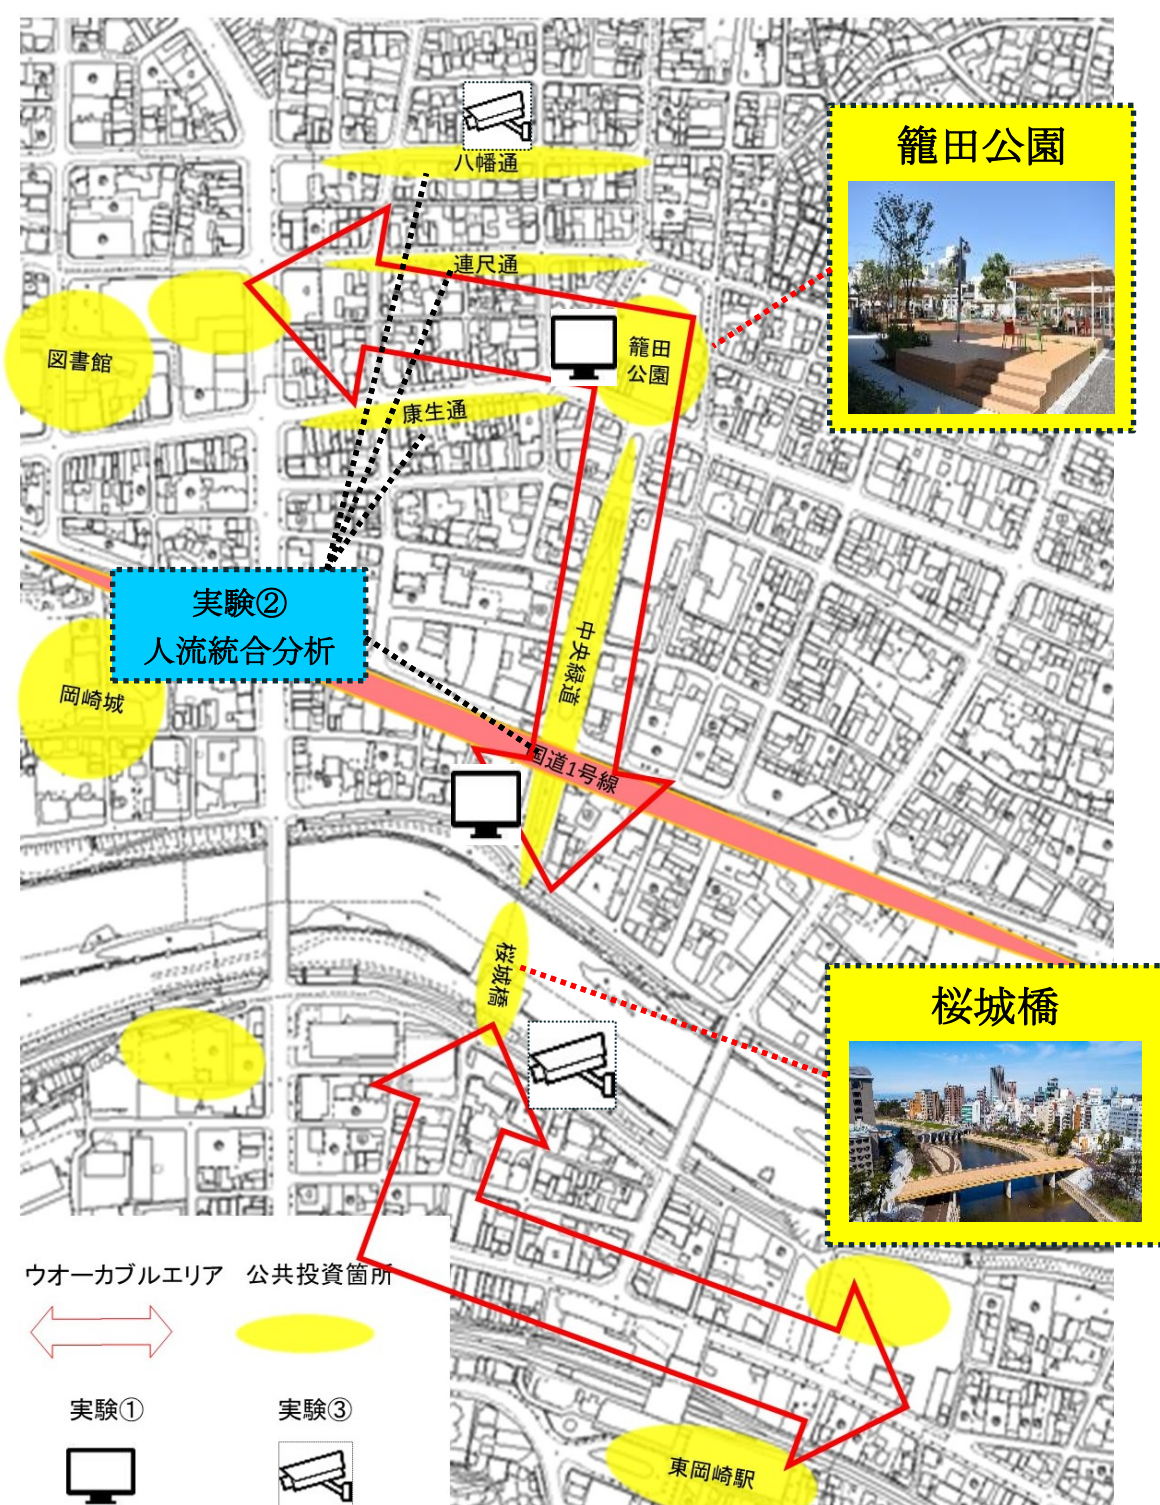 八幡通
籠田公園
連尺通
図書館
籠田
公園
康生通
実験②
人流統合分析
中央緑道
岡崎城
国道1号線
桜城橋
桜城橋
ウオーカブルエリア
公共投資箇所
実験①
実験③
東岡崎駅